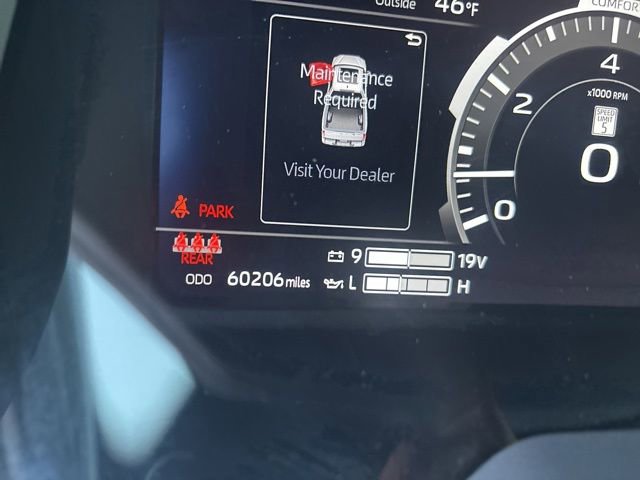 Outside 46°F
COMFORT
Maintenance
Required
Visit Your Dealer
4
x1000 RPM
2
SPEED
LIMIT
5
0
0
PARK
REAR
9 19V
ODO 60206 miles
L H